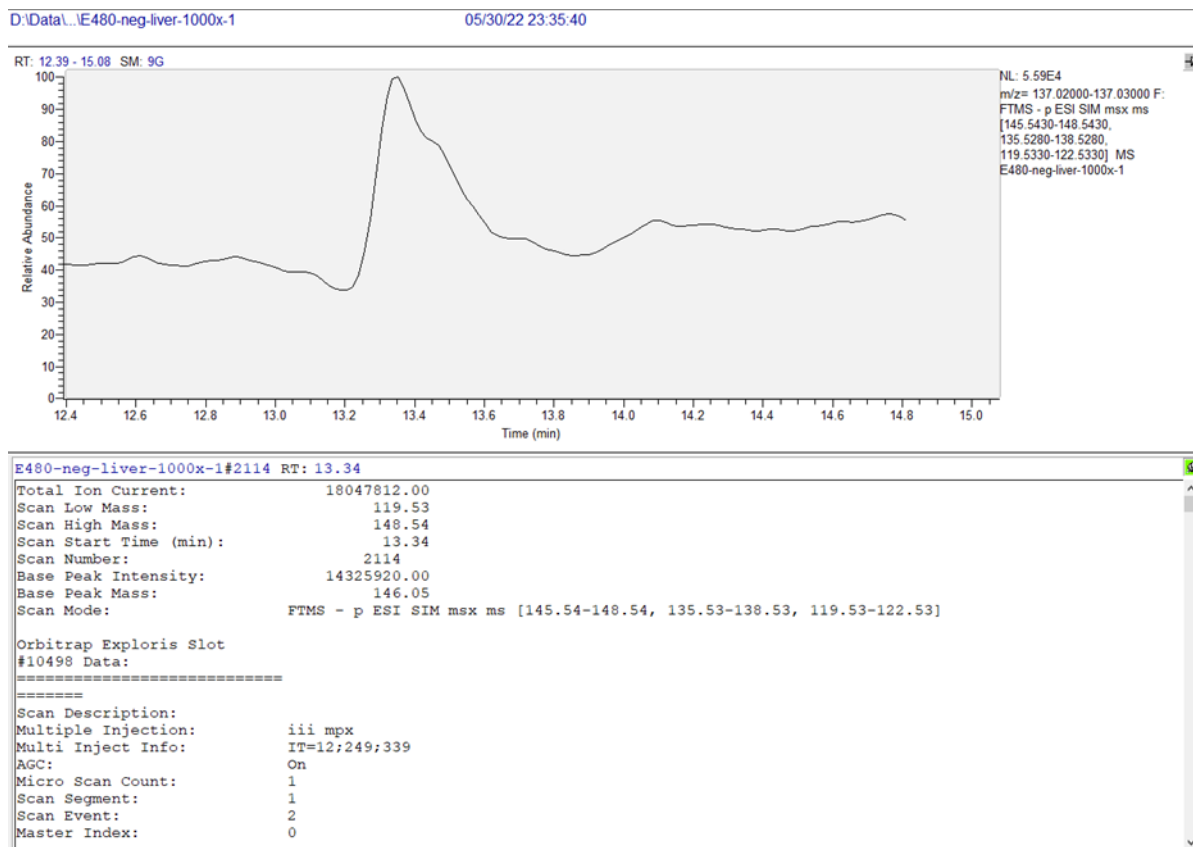 D:\Data\...\E480-neg-liver-1000x-1 05/30/22 23:35:40
RT: 12.39 - 15.08 SM: 9G
NL: 5.59E4
m/z= 137.02000-137.03000 F:
FTMS - p ESI SIM msx ms
[145.5430-148.5430,
135.5280-138.5280,
119.5330-122.5330] MS
E480-neg-liver-1000x-1
Relative Abundance
100
90
80
70
60
50
40
30
20
10
0
12.4 12.6 12.8 13.0 13.2 13.4 13.6 13.8 14.0 14.2 14.4 14.6 14.8 15.0
Time (min)
E480-neg-liver-1000x-1#2114 RT: 13.34
Total Ion Current: 18047812.00
Scan Low Mass: 119.53
Scan High Mass: 148.54
Scan Start Time (min): 13.34
Scan Number: 2114
Base Peak Intensity: 14325920.00
Base Peak Mass: 146.05
Scan Mode: FTMS - p ESI SIM msx ms [145.54-148.54, 135.53-138.53, 119.53-122.53]
Orbitrap Exploris Slot
#10498 Data:
============================
=======
Scan Description:
Multiple Injection: iii mpx
Multi Inject Info: IT=12;249;339
AGC: On
Micro Scan Count: 1
Scan Segment: 1
Scan Event: 2
Master Index: 0